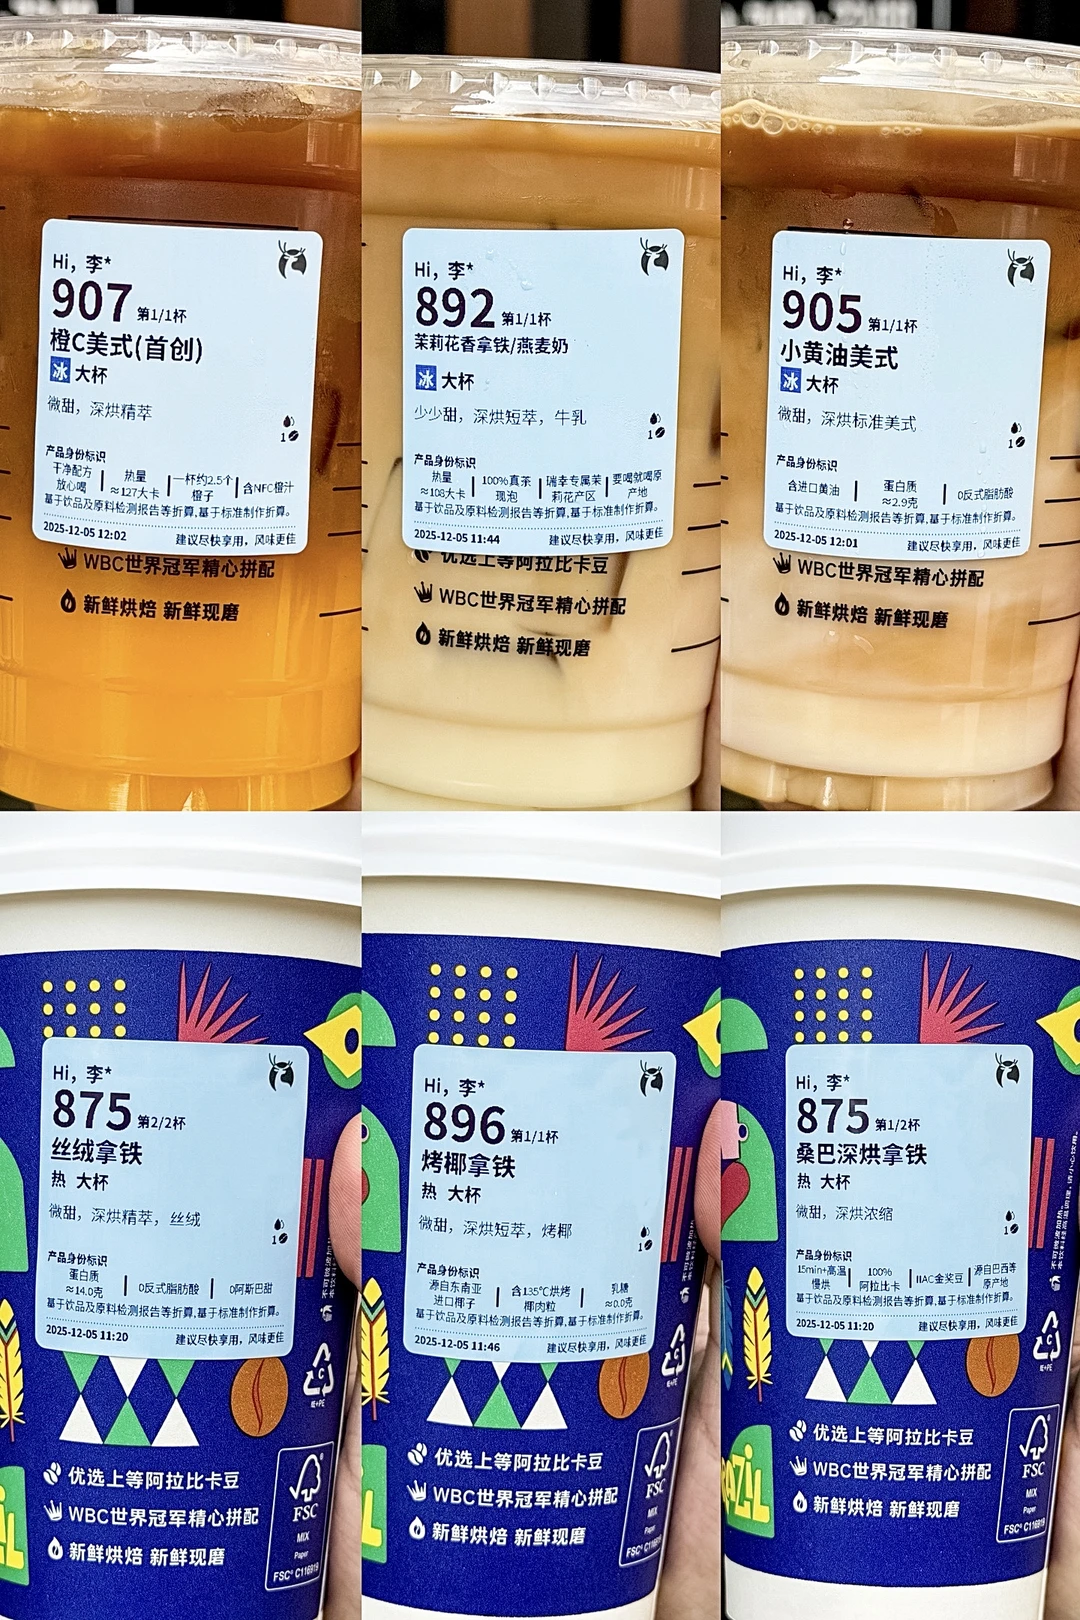 Hi，李*
907 第1/1杯
橙C美式(首创)
冰 大杯
微甜，深烘精萃
1
产品身份标识
干净配方 放心喝 | 热量 ≈127大卡 | 一杯约2.5个橙子 | 含NFC橙汁
基于饮品及原料检测报告等折算,基于标准制作折算。
2025-12-05 12:02 建议尽快享用，风味更佳
WBC世界冠军精心拼配
新鲜烘焙 新鲜现磨
Hi，李*
892 第1/1杯
茉莉花香拿铁/燕麦奶
冰 大杯
少少甜，深烘短萃，牛乳
1
产品身份标识
热量 ≈108大卡 | 100%真茶现泡 | 瑞幸专属茉莉花产区 | 要喝就喝原产地
基于饮品及原料检测报告等折算,基于标准制作折算。
2025-12-05 11:44 建议尽快享用，风味更佳
优选上等阿拉比卡豆
WBC世界冠军精心拼配
新鲜烘焙 新鲜现磨
Hi，李*
905 第1/1杯
小黄油美式
冰 大杯
微甜，深烘标准美式
1
产品身份标识
含进口黄油 | 蛋白质 ≈2.9克 | 0反式脂肪酸
基于饮品及原料检测报告等折算,基于标准制作折算。
2025-12-05 12:01 建议尽快享用，风味更佳
WBC世界冠军精心拼配
新鲜烘焙 新鲜现磨
Hi，李*
875 第2/2杯
丝绒拿铁
热 大杯
微甜，深烘精萃，丝绒
1
产品身份标识
蛋白质 ≈14.0克 | 0反式脂肪酸 | 0阿斯巴甜
基于饮品及原料检测报告等折算,基于标准制作折算。
2025-12-05 11:20 建议尽快享用，风味更佳
优选上等阿拉比卡豆
WBC世界冠军精心拼配
新鲜烘焙 新鲜现磨
FSC
MIX
Paper
FSC® C116919
Hi，李*
896 第1/1杯
烤椰拿铁
热 大杯
微甜，深烘短萃，烤椰
1
产品身份标识
源自东南亚进口椰子 | 含135℃烘烤椰肉粒 | 乳糖 ≈0.0克
基于饮品及原料检测报告等折算,基于标准制作折算。
2025-12-05 11:46 建议尽快享用，风味更佳
优选上等阿拉比卡豆
WBC世界冠军精心拼配
新鲜烘焙 新鲜现磨
FSC
MIX
Paper
FSC® C116919
Hi，李*
875 第1/2杯
桑巴深烘拿铁
热 大杯
微甜，深烘浓缩
1
产品身份标识
15min+高温慢烘 | 100%阿拉比卡 | IIAC金奖豆 | 源自巴西等原产地
基于饮品及原料检测报告等折算,基于标准制作折算。
2025-12-05 11:20 建议尽快享用，风味更佳
优选上等阿拉比卡豆
WBC世界冠军精心拼配
新鲜烘焙 新鲜现磨
FSC
MIX
Paper
FSC® C116919